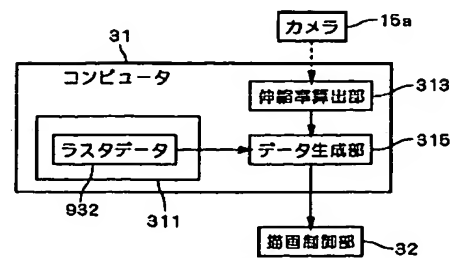 カメラ
15a
31
コンピュータ
伸縮率算出部
313
ラスタデータ
データ生成部
315
932
311
描画制御部
32